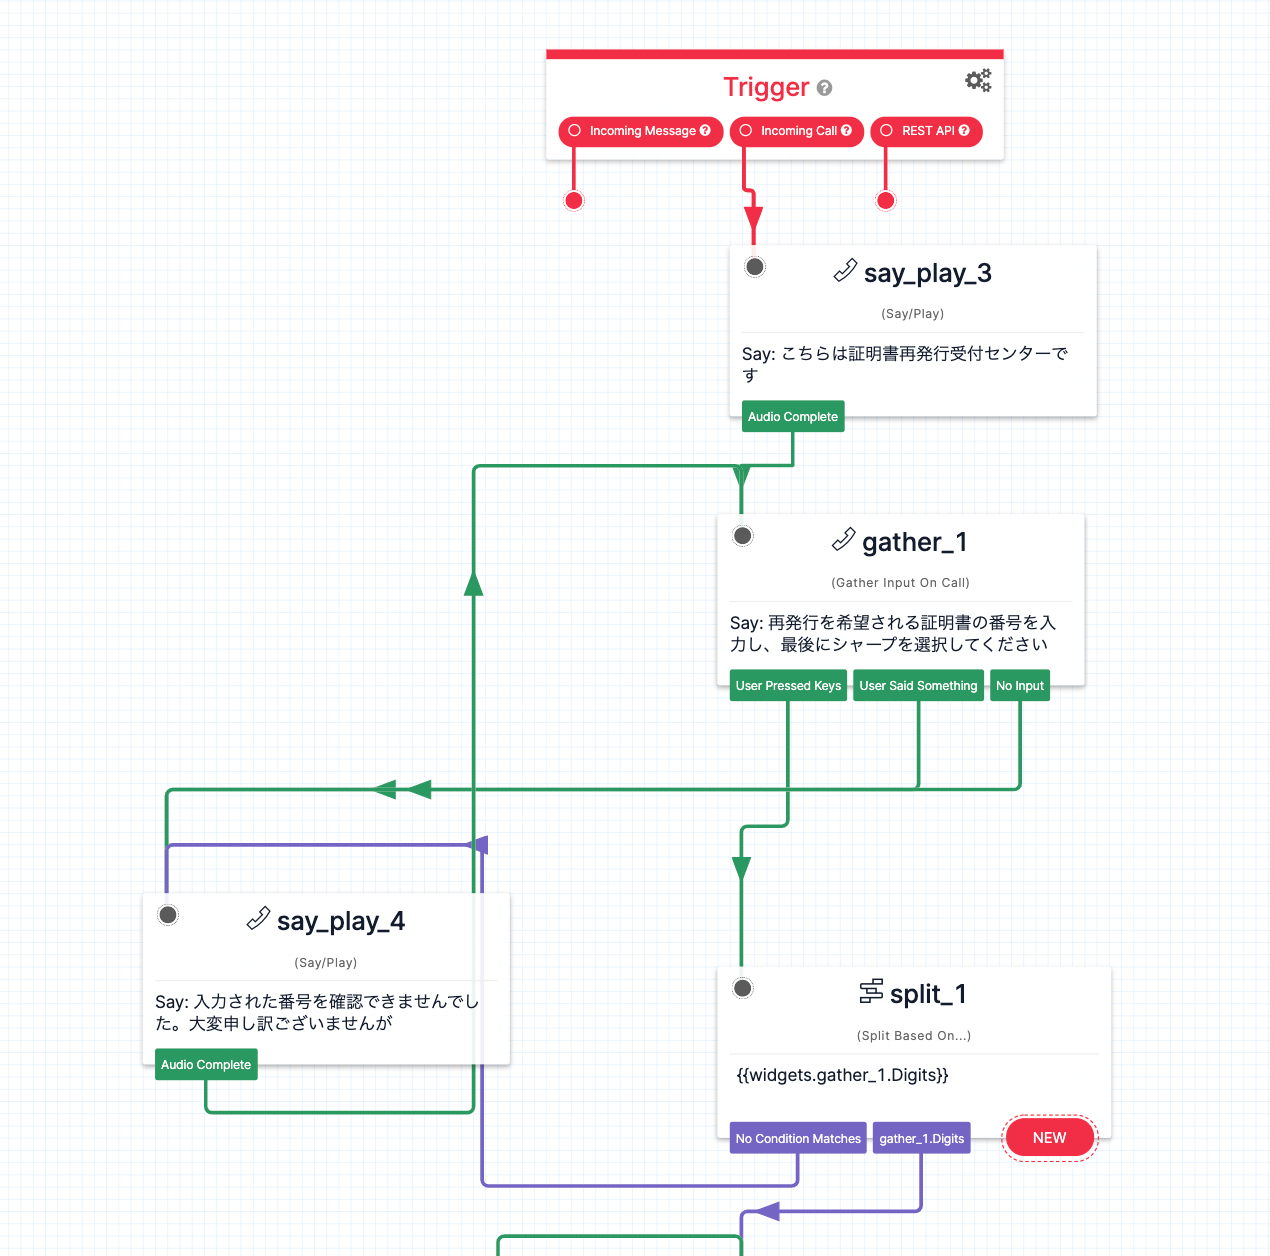 Trigger
Incoming Message
Incoming Call
REST API
say_play_3
(Say/Play)
Say: こちらは証明書再発行受付センターで
す
Audio Complete
gather_1
(Gather Input On Call)
Say: 再発行を希望される証明書の番号を入
力し、最後にシャープを選択してください
User Pressed Keys
User Said Something
No Input
say_play_4
(Say/Play)
Say: 入力された番号を確認できませんでし
た。大変申し訳ございませんが
Audio Complete
split_1
(Split Based On...)
{{widgets.gather_1.Digits}}
No Condition Matches
gather_1.Digits
NEW